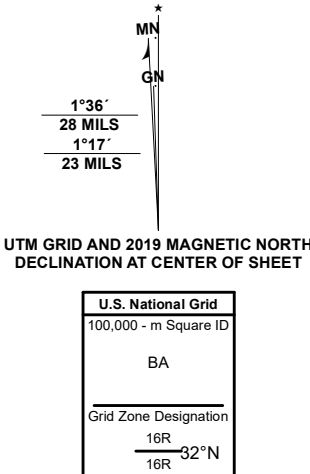 MN
GN
1°36´
28 MILS
1°17´
23 MILS
UTM GRID AND 2019 MAGNETIC NORTH
DECLINATION AT CENTER OF SHEET
U.S. National Grid
100,000 - m Square ID
BA
Grid Zone Designation
16R
32°N
16R